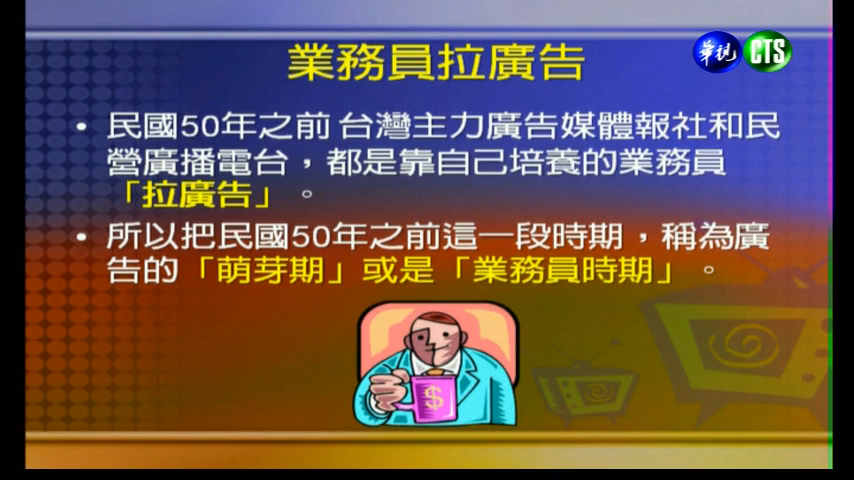 業務員拉廣告
華視 CTS
• 民國50年之前 台灣主力廣告媒體報社和民
營廣播電台，都是靠自己培養的業務員
「拉廣告」。
• 所以把民國50年之前這一段時期，稱為廣
告的「萌芽期」或是「業務員時期」。
$